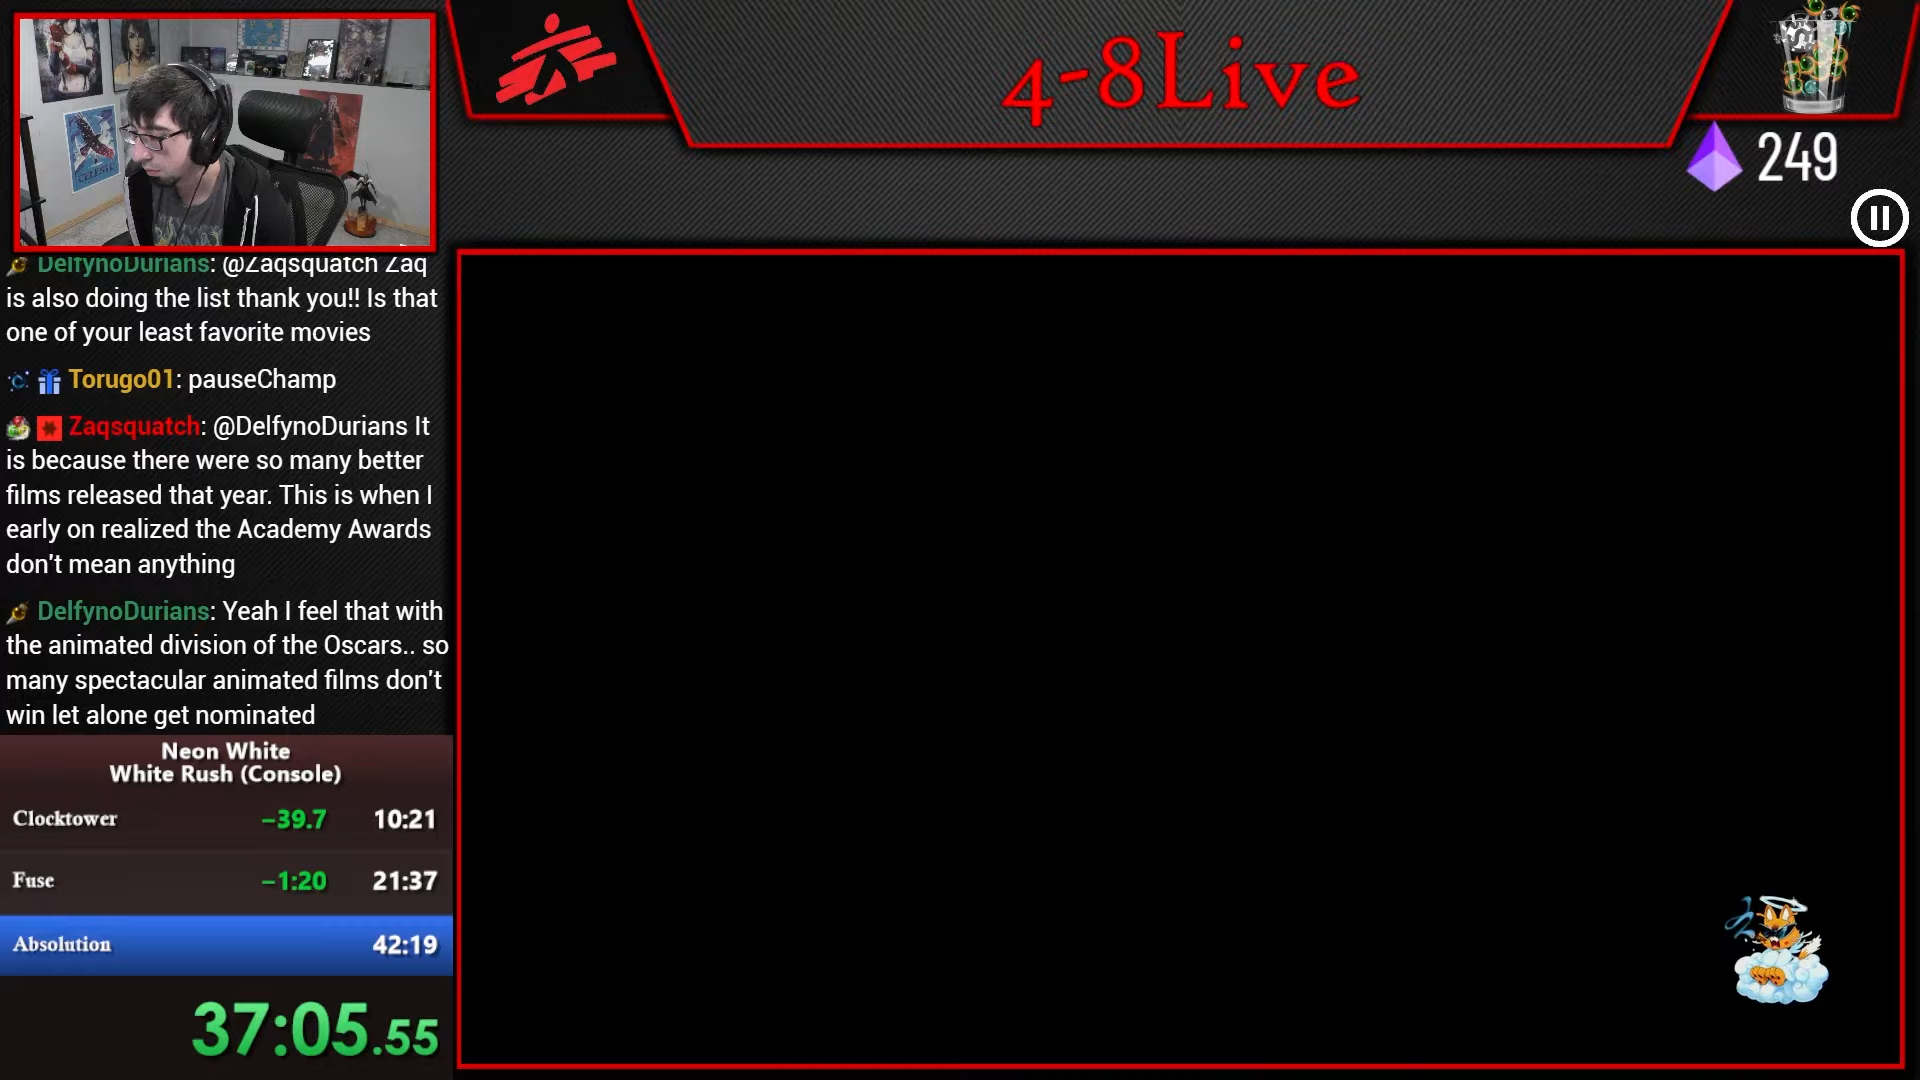 4-8Live
249
DelfynoDurians: @Zaqsquatch Zaq
is also doing the list thank you!! Is that
one of your least favorite movies
Torugo01: pauseChamp
Zaqsquatch: @DelfynoDurians It
is because there were so many better
films released that year. This is when I
early on realized the Academy Awards
don't mean anything
DelfynoDurians: Yeah I feel that with
the animated division of the Oscars.. so
many spectacular animated films don't
win let alone get nominated
Neon White
White Rush (Console)
Clocktower −39.7 10:21
Fuse −1:20 21:37
Absolution 42:19
37:05.55
CELESTE